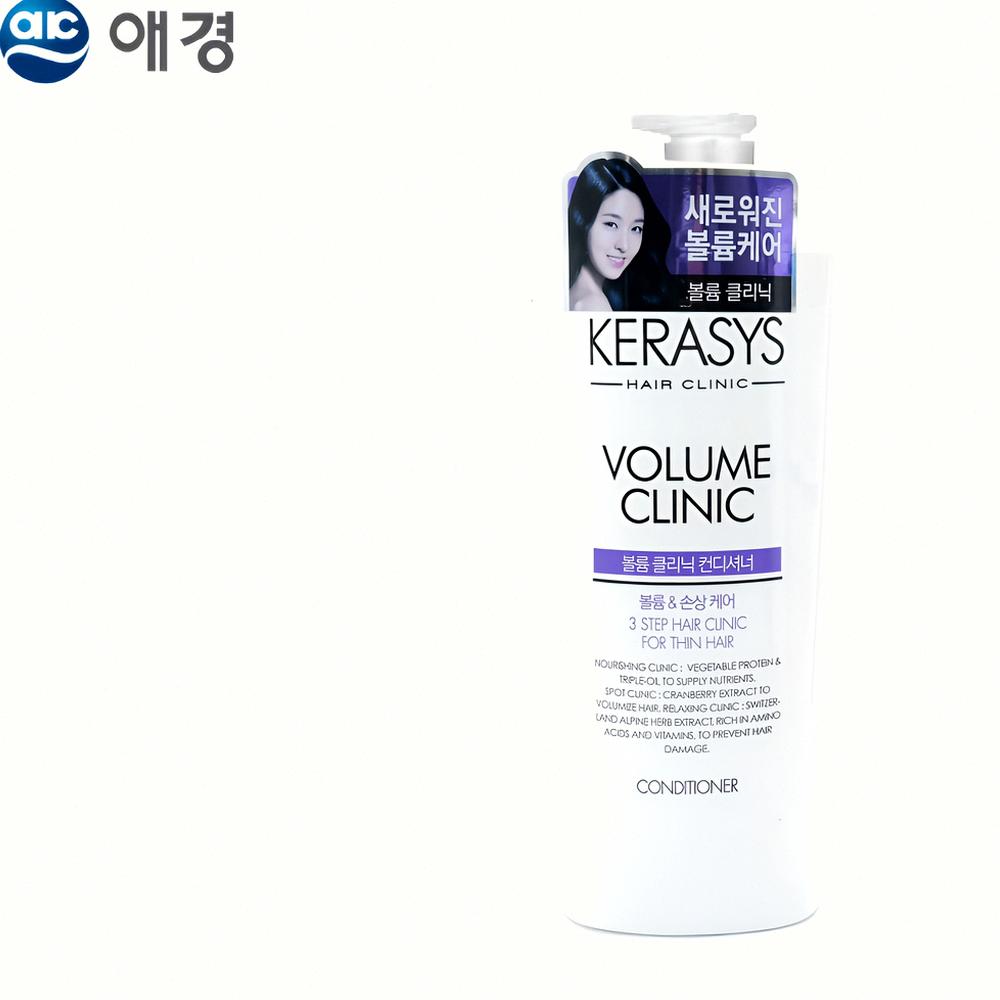 애경
새로워진
볼륨케어
볼륨 클리닉
KERASYS
HAIR CLINIC
VOLUME
CLINIC
볼륨 클리닉 컨디셔너
볼륨 & 손상 케어
3 STEP HAIR CLINIC
FOR THIN HAIR
NOURISHING CLINIC : VEGETABLE PROTEIN &
TRIPLE-OIL TO SUPPLY NUTRIENTS.
SPOT CLINIC : CRANBERRY EXTRACT TO
VOLUMIZE HAIR. RELAXING CLINIC : SWITZER-
LAND ALPINE HERB EXTRACT, RICH IN AMINO
ACIDS AND VITAMINS, TO PREVENT HAIR
DAMAGE.
CONDITIONER